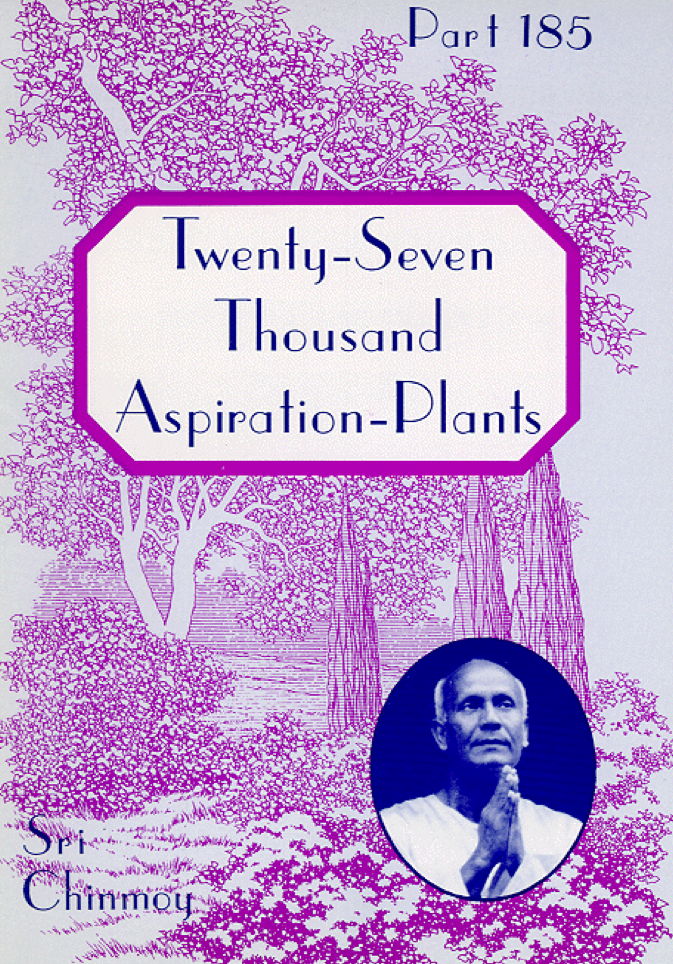 Part 185
Twenty-Seven
Thousand
Aspiration-Plants
Sri
Chinmoy